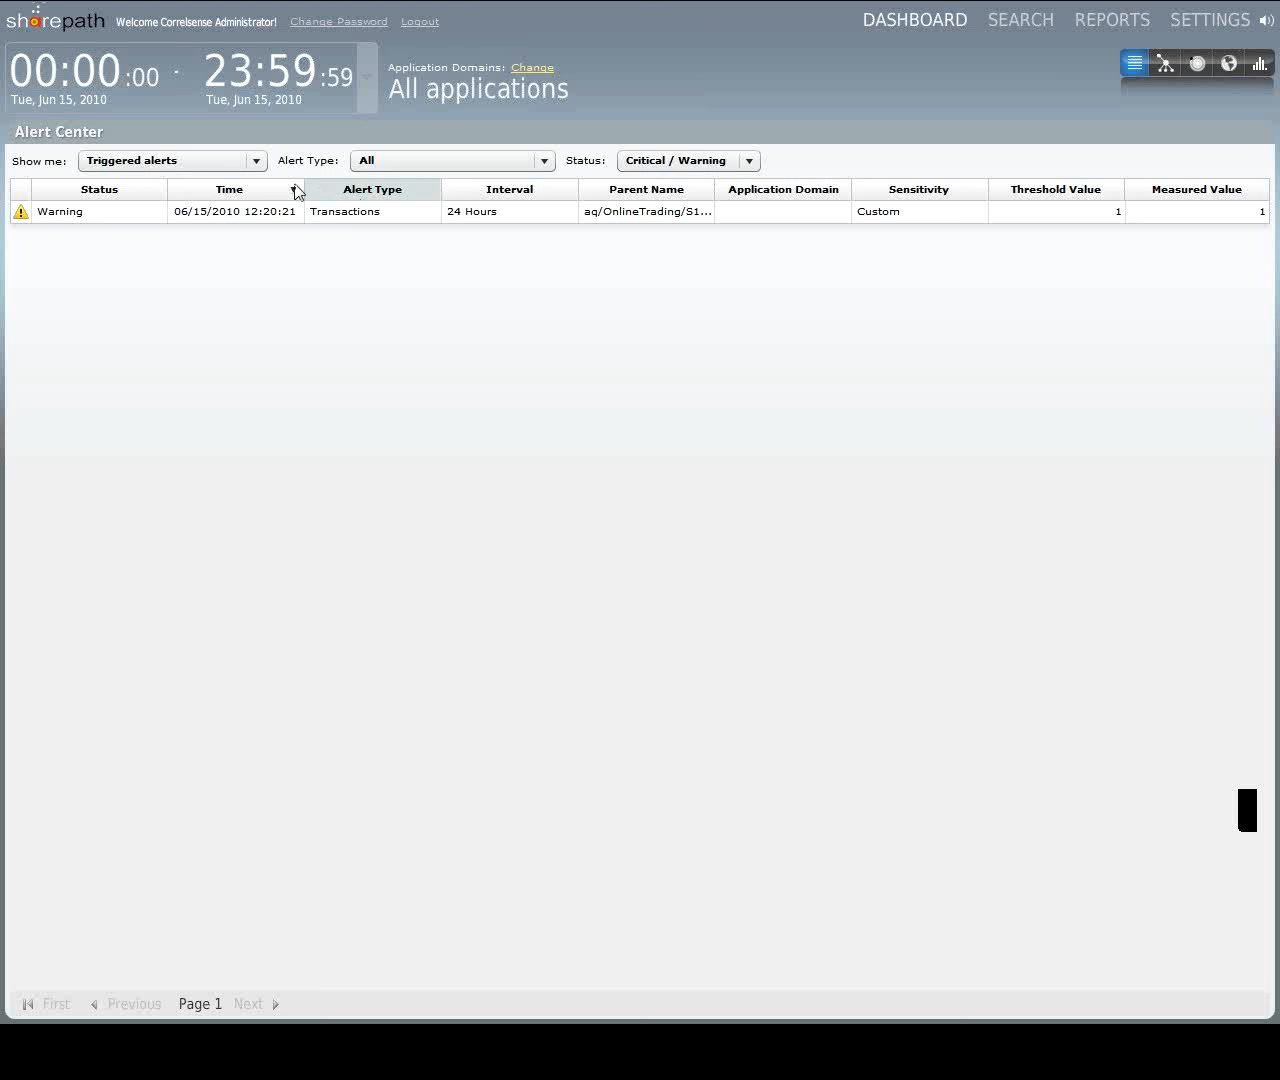 sharepath Welcome Correlsense Administrator! Change Password Logout DASHBOARD SEARCH REPORTS SETTINGS
00:00:00 - 23:59:59
Tue, Jun 15, 2010 Tue, Jun 15, 2010
Application Domains: Change
All applications
Alert Center
Show me: Triggered alerts Alert Type: All Status: Critical / Warning
Status Time Alert Type Interval Parent Name Application Domain Sensitivity Threshold Value Measured Value
Warning 06/15/2010 12:20:21 Transactions 24 Hours aq/OnlineTrading/S1... Custom 1 1
First Previous Page 1 Next